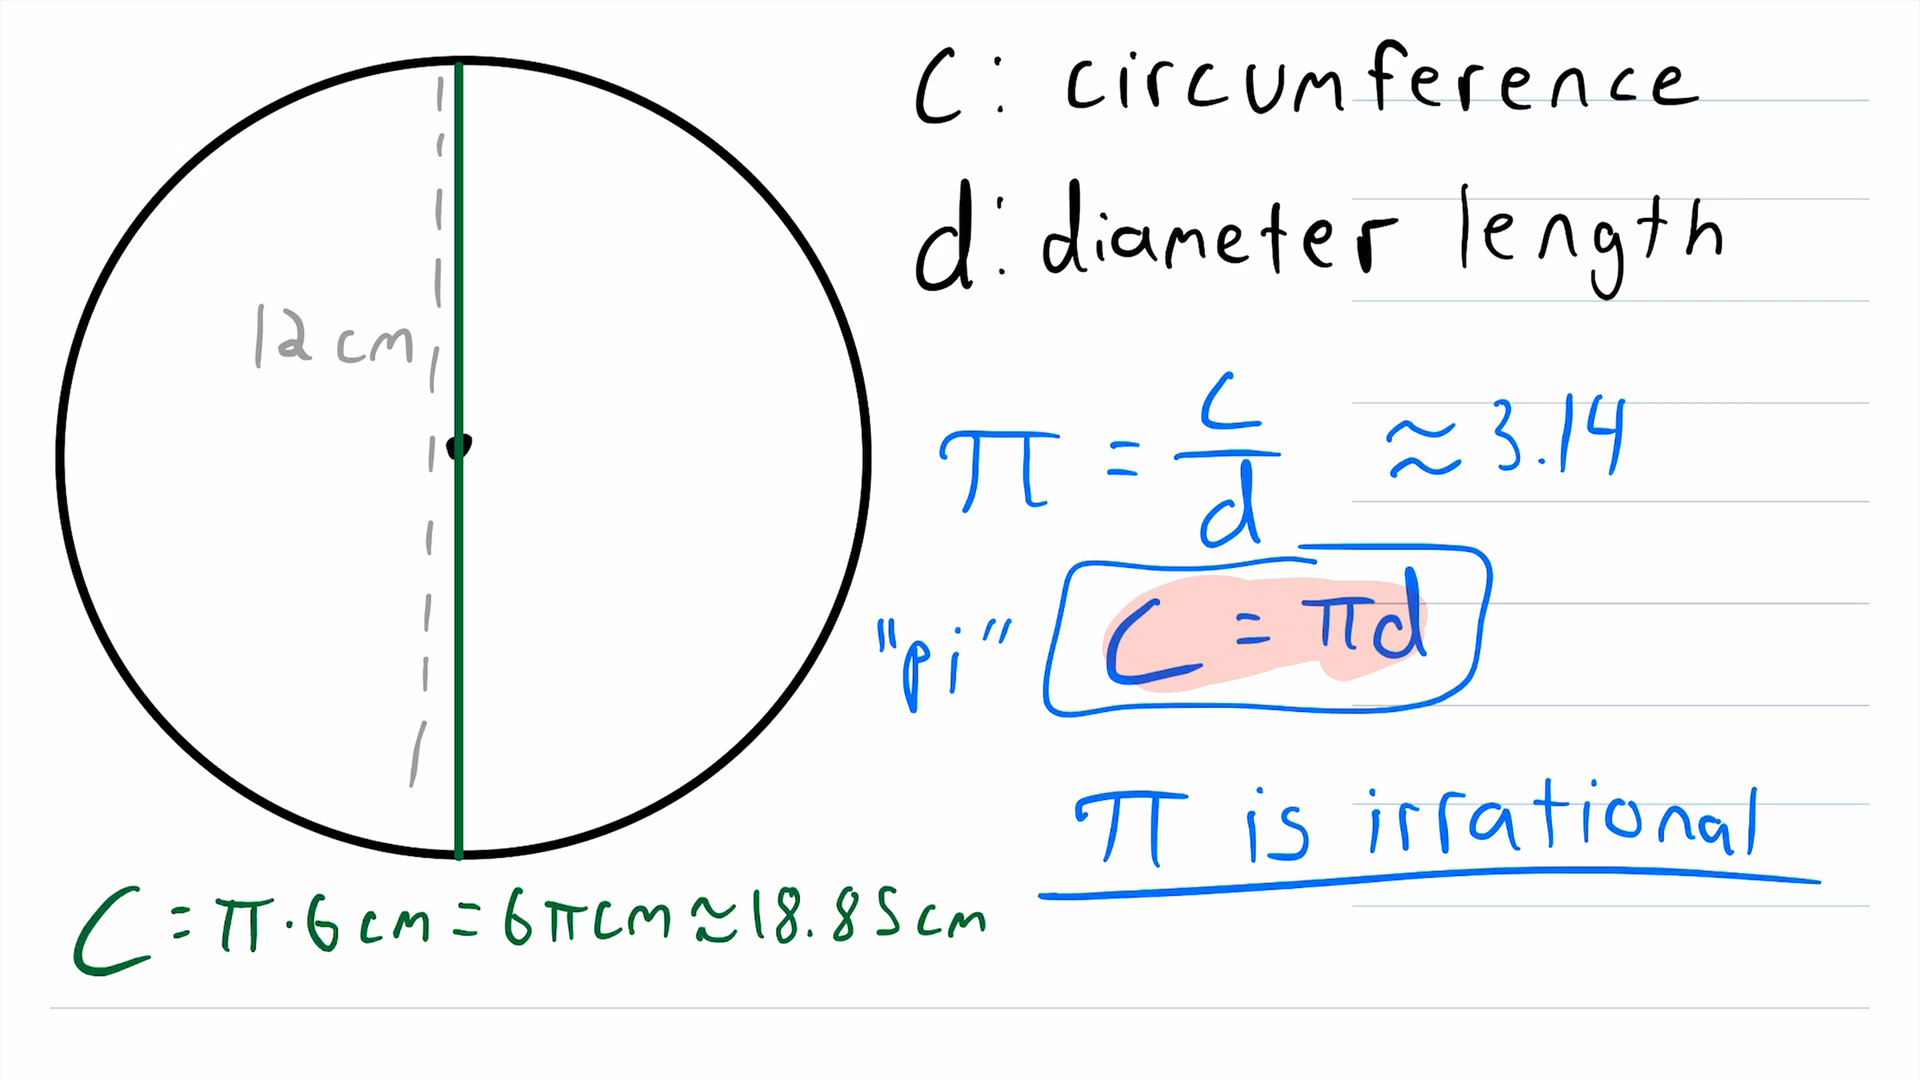 C: circumference
d: diameter length
12 cm
π = C/d ≈ 3.14
"pi"
C = πd
π is irrational
C = π · 6 cm = 6π cm ≈ 18.85 cm